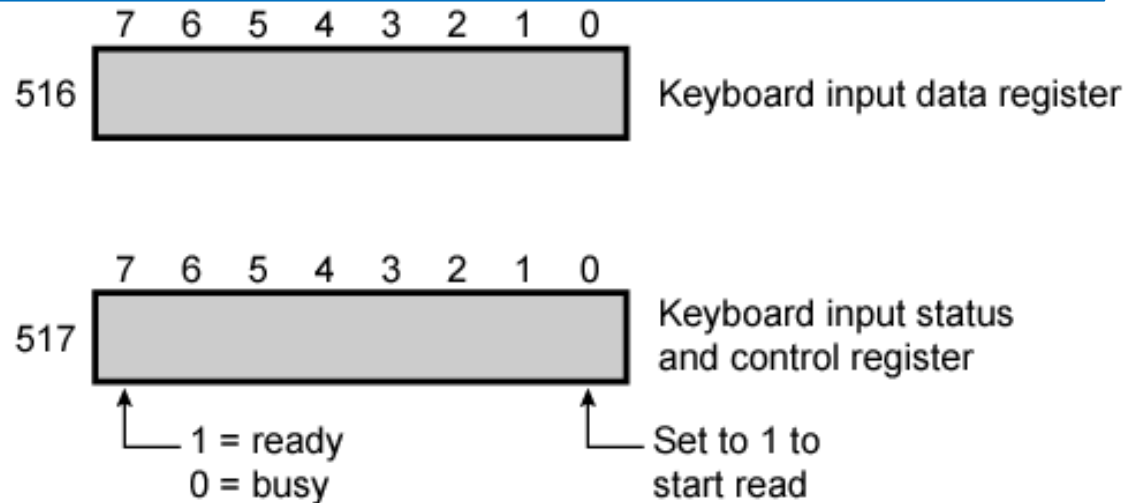 7 6 5 4 3 2 1 0
516 Keyboard input data register
7 6 5 4 3 2 1 0
517
Keyboard input status
and control register
1 = ready
0 = busy
Set to 1 to
start read